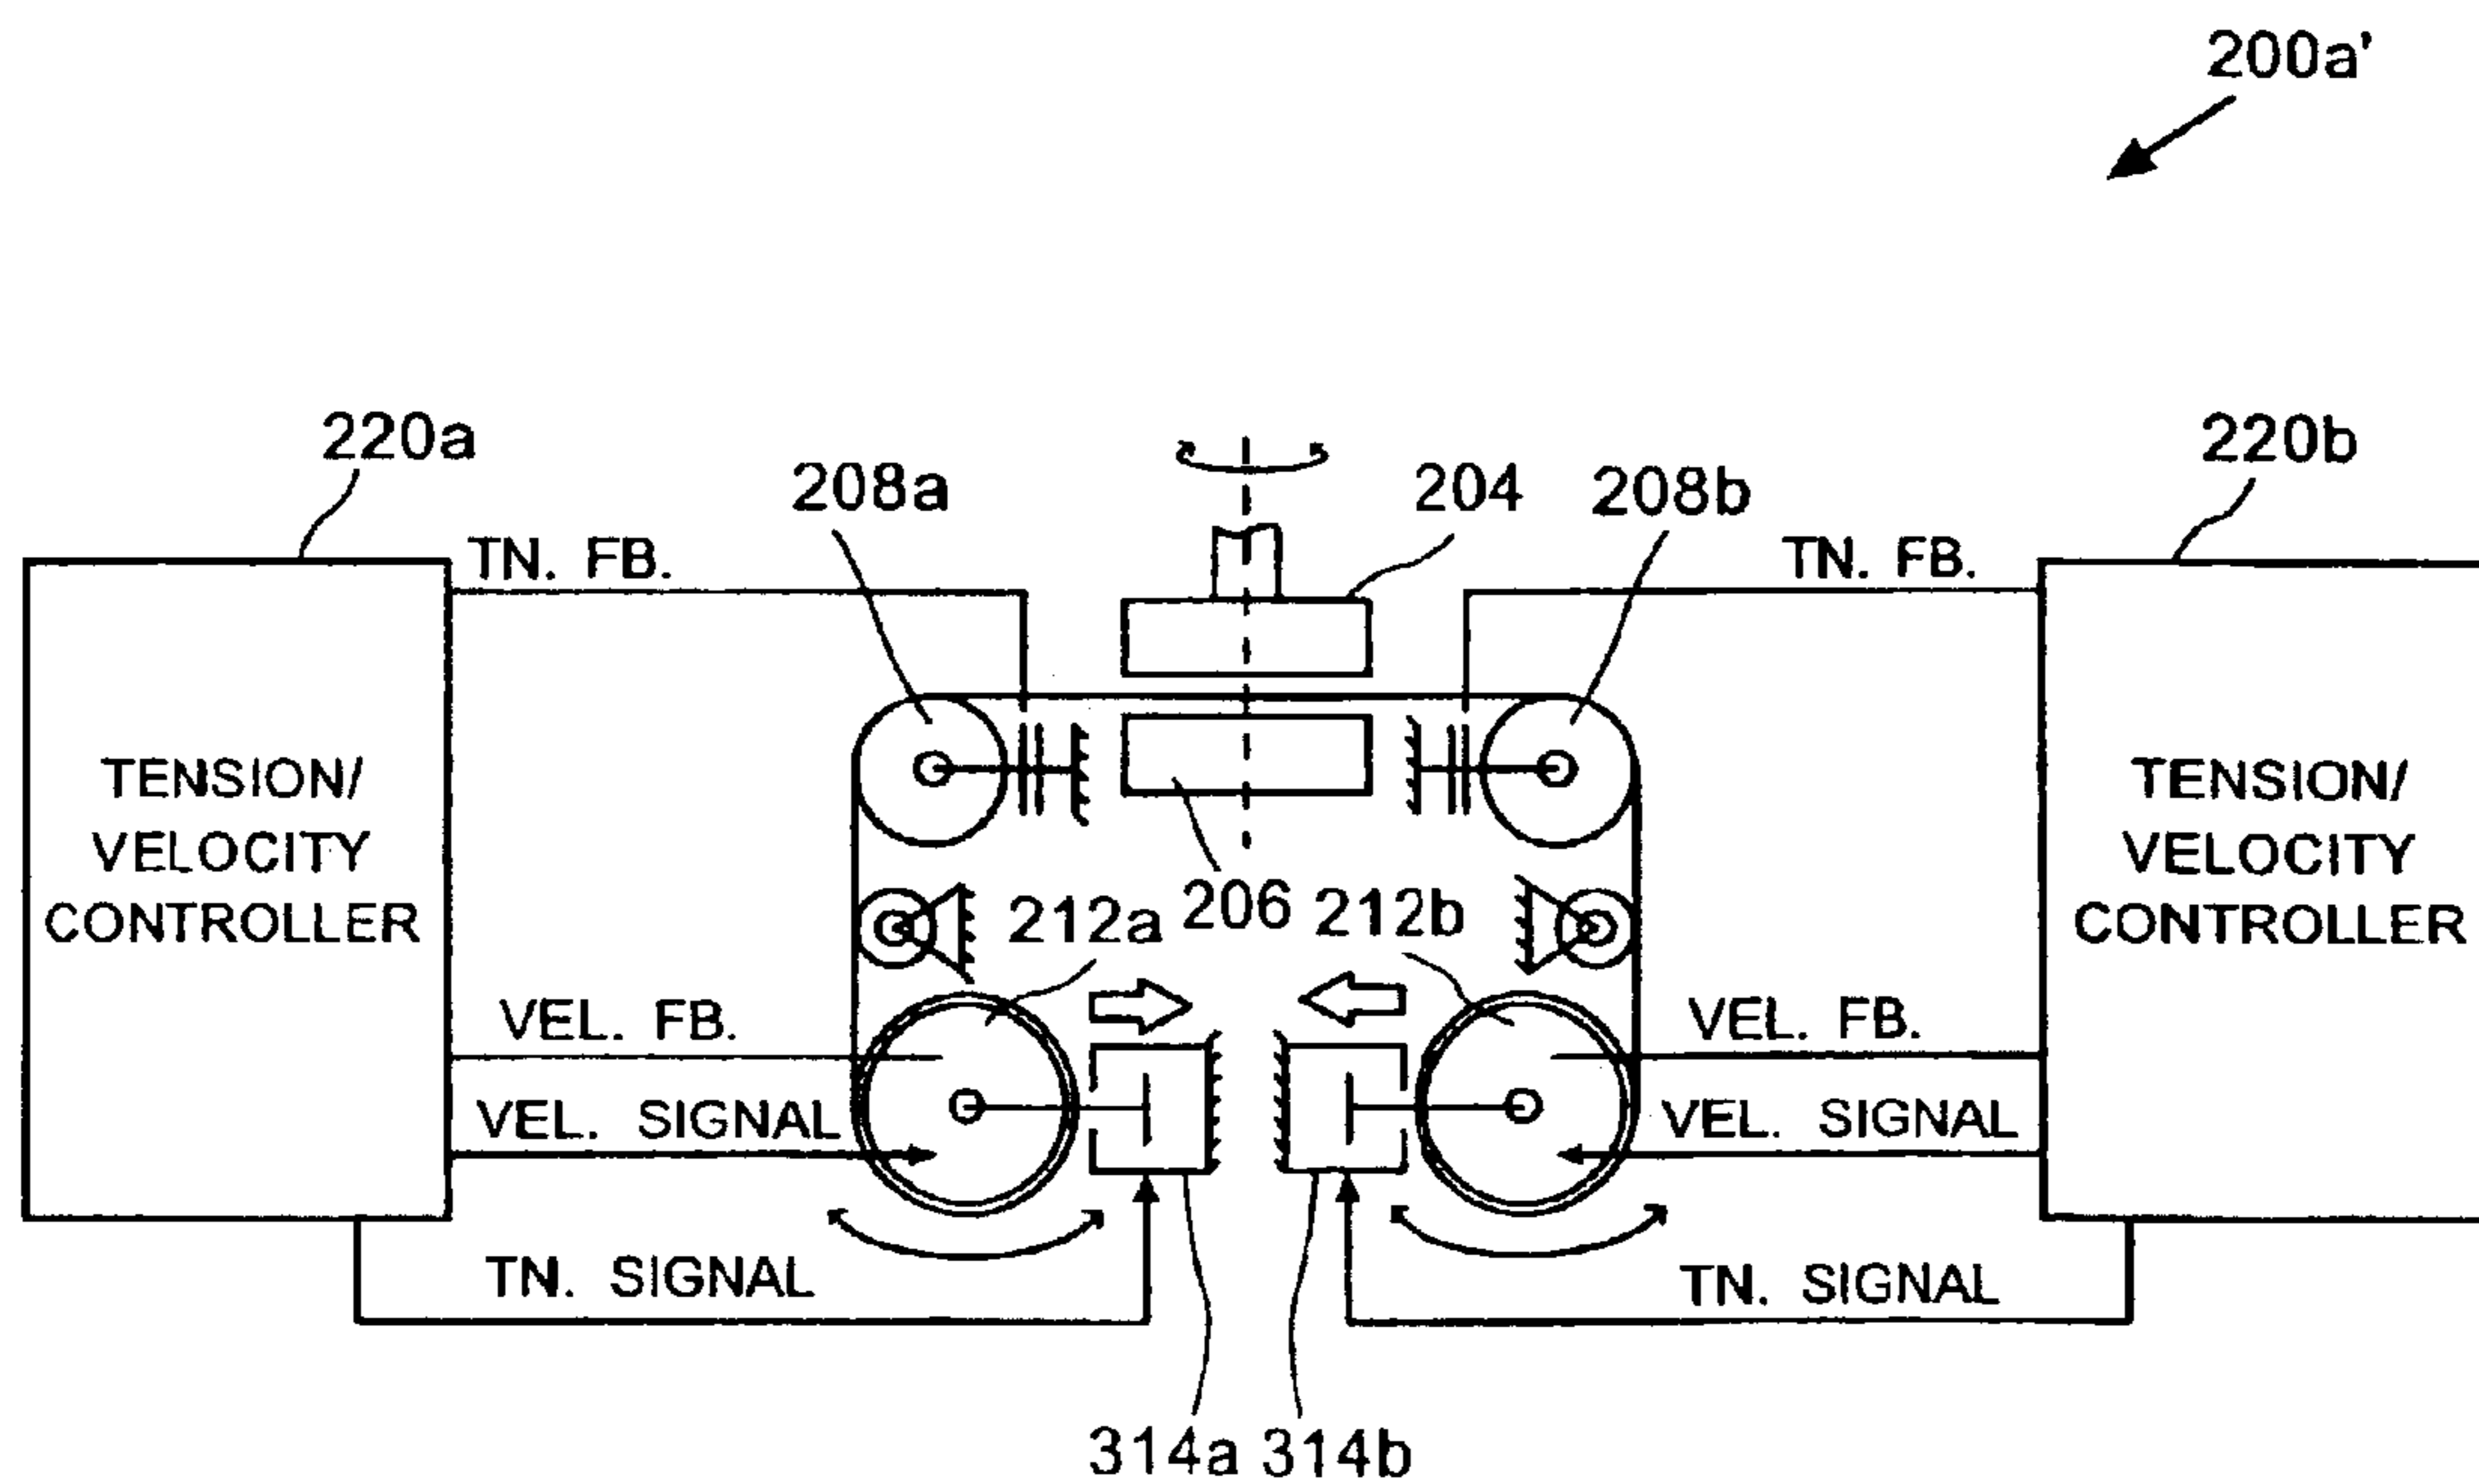 200a'
220a
208a
204
208b
220b
TN. FB.
TN. FB.
TENSION/
VELOCITY
CONTROLLER
TENSION/
VELOCITY
CONTROLLER
212a
206
212b
VEL. FB.
VEL. FB.
VEL. SIGNAL
VEL. SIGNAL
TN. SIGNAL
TN. SIGNAL
314a
314b